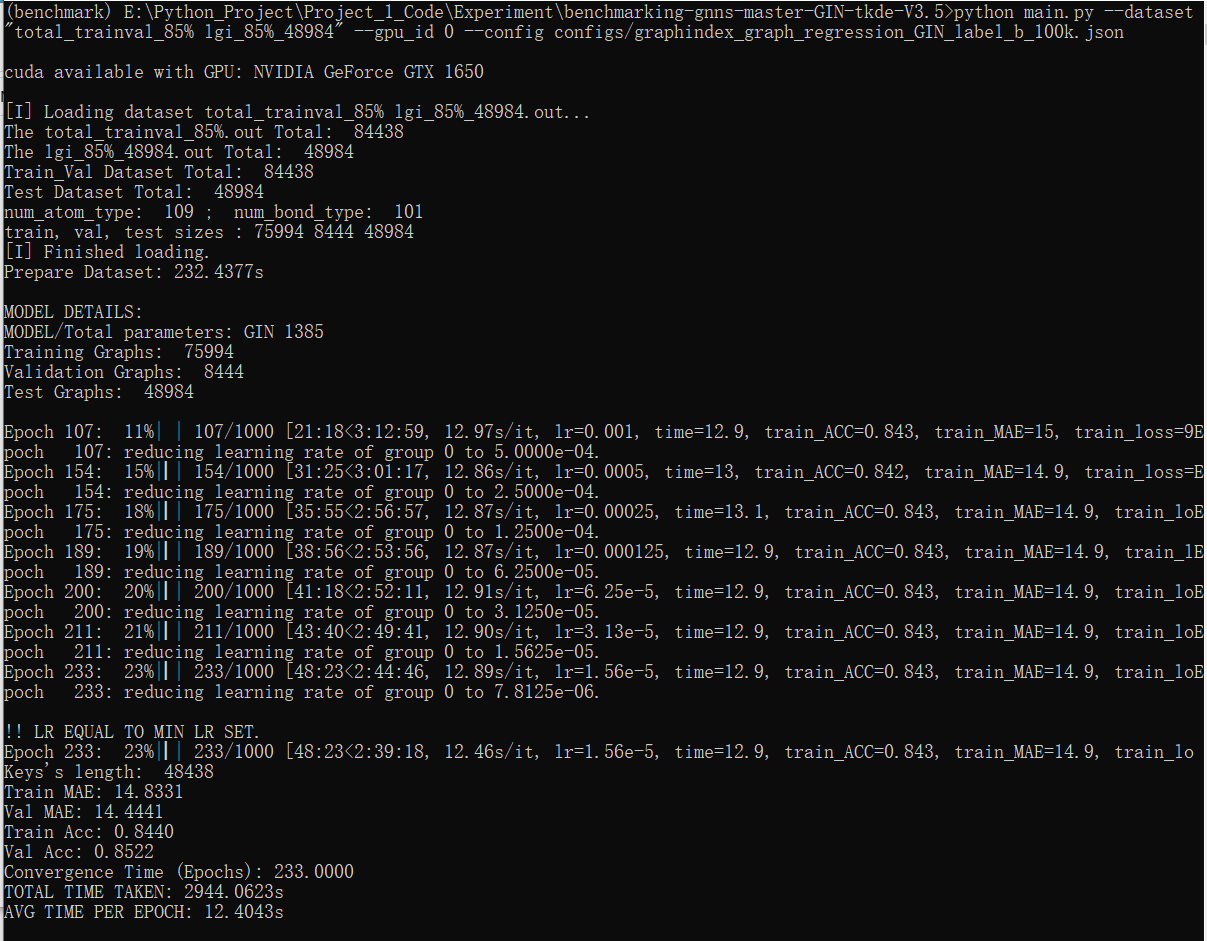 (benchmark) E:\Python_Project\Project_1_Code\Experiment\benchmarking-gnns-master-GIN-tkde-V3.5>python main.py --dataset
"total_trainval_85% lgi_85%_48984" --gpu_id 0 --config configs/graphindex_graph_regression_GIN_label_b_100k.json
cuda available with GPU: NVIDIA GeForce GTX 1650
[I] Loading dataset total_trainval_85% lgi_85%_48984.out...
The total_trainval_85%.out Total:  84438
The lgi_85%_48984.out Total:  48984
Train_Val Dataset Total:  84438
Test Dataset Total:  48984
num_atom_type:  109 ;  num_bond_type:  101
train, val, test sizes : 75994 8444 48984
[I] Finished loading.
Prepare Dataset: 232.4377s
MODEL DETAILS:
MODEL/Total parameters: GIN 1385
Training Graphs:  75994
Validation Graphs:  8444
Test Graphs:  48984
Epoch 107:  11%| | 107/1000 [21:18<3:12:59, 12.97s/it, lr=0.001, time=12.9, train_ACC=0.843, train_MAE=15, train_loss=9E
poch   107: reducing learning rate of group 0 to 5.0000e-04.
Epoch 154:  15%|▎| 154/1000 [31:25<3:01:17, 12.86s/it, lr=0.0005, time=13, train_ACC=0.842, train_MAE=14.9, train_loss=E
poch   154: reducing learning rate of group 0 to 2.5000e-04.
Epoch 175:  18%|▎| 175/1000 [35:55<2:56:57, 12.87s/it, lr=0.00025, time=13.1, train_ACC=0.843, train_MAE=14.9, train_loE
poch   175: reducing learning rate of group 0 to 1.2500e-04.
Epoch 189:  19%|▎| 189/1000 [38:56<2:53:56, 12.87s/it, lr=0.000125, time=12.9, train_ACC=0.843, train_MAE=14.9, train_lE
poch   189: reducing learning rate of group 0 to 6.2500e-05.
Epoch 200:  20%|▎| 200/1000 [41:18<2:52:11, 12.91s/it, lr=6.25e-5, time=12.9, train_ACC=0.843, train_MAE=14.9, train_loE
poch   200: reducing learning rate of group 0 to 3.1250e-05.
Epoch 211:  21%|▎| 211/1000 [43:40<2:49:41, 12.90s/it, lr=3.13e-5, time=12.9, train_ACC=0.843, train_MAE=14.9, train_loE
poch   211: reducing learning rate of group 0 to 1.5625e-05.
Epoch 233:  23%|▎| 233/1000 [48:23<2:44:46, 12.89s/it, lr=1.56e-5, time=12.9, train_ACC=0.843, train_MAE=14.9, train_loE
poch   233: reducing learning rate of group 0 to 7.8125e-06.
!! LR EQUAL TO MIN LR SET.
Epoch 233:  23%|▎| 233/1000 [48:23<2:39:18, 12.46s/it, lr=1.56e-5, time=12.9, train_ACC=0.843, train_MAE=14.9, train_lo
Keys's length:  48438
Train MAE: 14.8331
Val MAE: 14.4441
Train Acc: 0.8440
Val Acc: 0.8522
Convergence Time (Epochs): 233.0000
TOTAL TIME TAKEN: 2944.0623s
AVG TIME PER EPOCH: 12.4043s